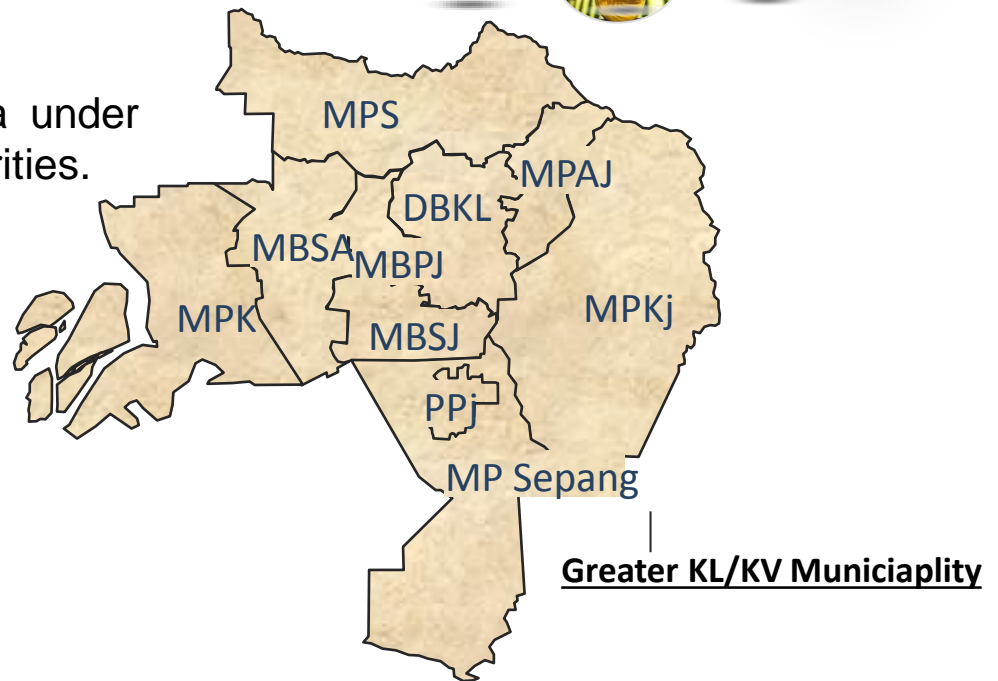 a under
rities.
MPS
MPAJ
DBKL
MBSA
MBPJ
MPK
MBSJ
MPKj
PPj
MP Sepang
Greater KL/KV Municiaplity